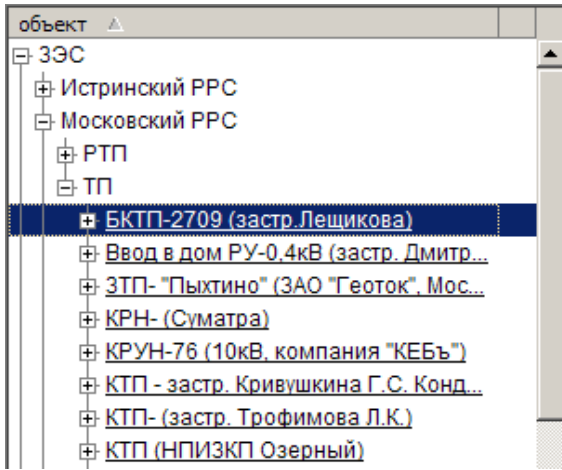 объект
ЗЭС
Истринский РРС
Московский РРС
РТП
ТП
БКТП-2709 (застр.Лещикова)
Ввод в дом РУ-0,4кВ (застр. Дмитр...
ЗТП- "Пыхтино" (ЗАО "Геоток", Мос...
КРН- (Суматра)
КРУН-76 (10кВ, компания "КЕБъ")
КТП - застр. Кривушкина Г.С. Конд...
КТП- (застр. Трофимова Л.К.)
КТП (НПИЗКП Озерный)